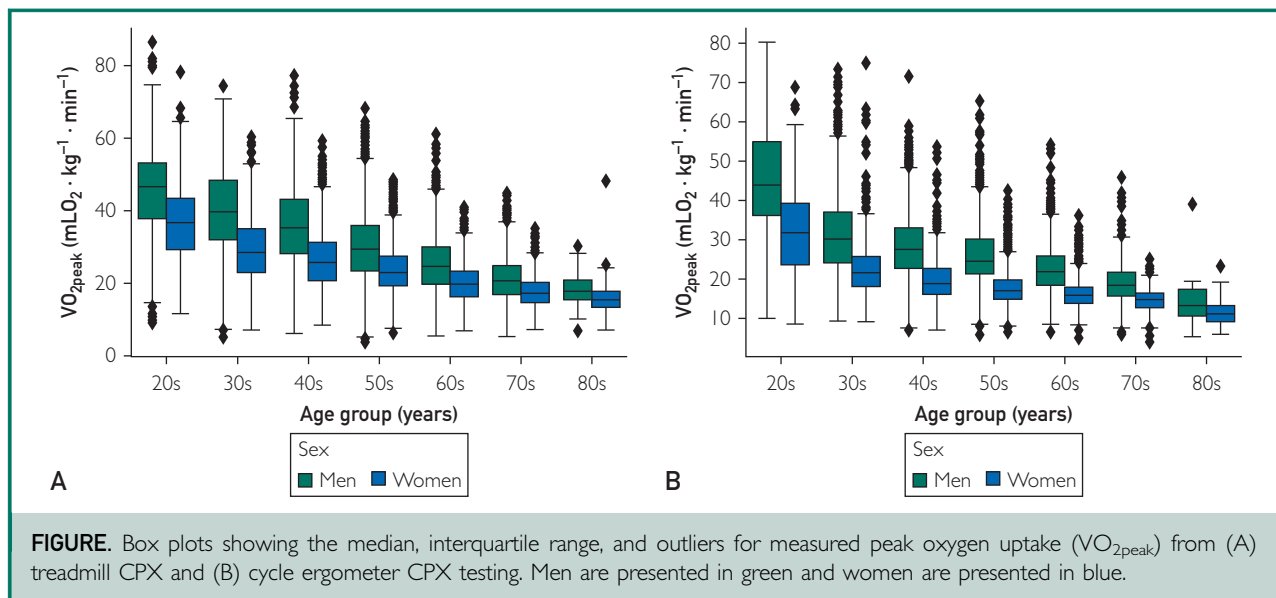 VO2peak (mLO2 · kg−1 · min−1)
80
60
40
20
0
20s 30s 40s 50s 60s 70s 80s
Age group (years)
Sex
Men Women
A
VO2peak (mLO2 · kg−1 · min−1)
80
70
60
50
40
30
20
10
20s 30s 40s 50s 60s 70s 80s
Age group (years)
Sex
Men Women
B
FIGURE. Box plots showing the median, interquartile range, and outliers for measured peak oxygen uptake (VO2peak) from (A)
treadmill CPX and (B) cycle ergometer CPX testing. Men are presented in green and women are presented in blue.